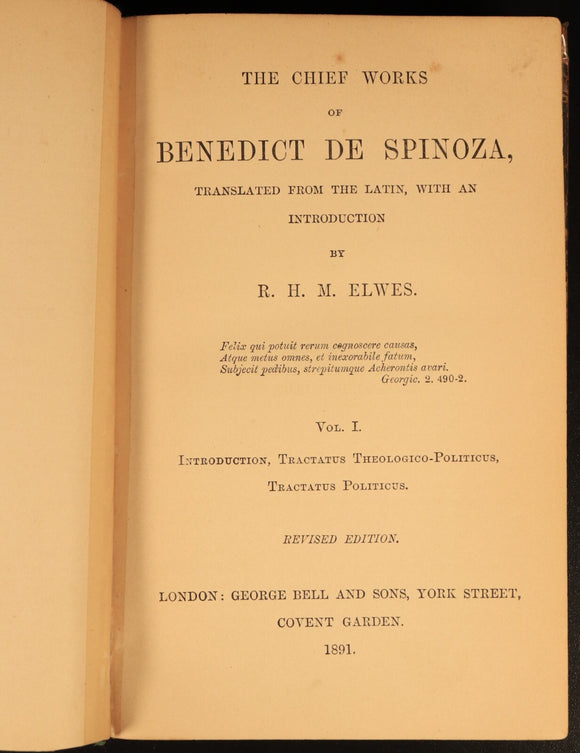 THE CHIEF WORKS
OF
BENEDICT DE SPINOZA,
TRANSLATED FROM THE LATIN, WITH AN
INTRODUCTION
BY
R. H. M. ELWES.
Felix qui potuit rerum cognoscere causas,
Atque metus omnes, et inexorabile fatum,
Subjecit pedibus, strepitumque Acherontis avari.
Georgic. 2. 490-2.
VOL. I.
INTRODUCTION, TRACTATUS THEOLOGICO-POLITICUS,
TRACTATUS POLITICUS.
REVISED EDITION.
LONDON: GEORGE BELL AND SONS, YORK STREET,
COVENT GARDEN.
1891.